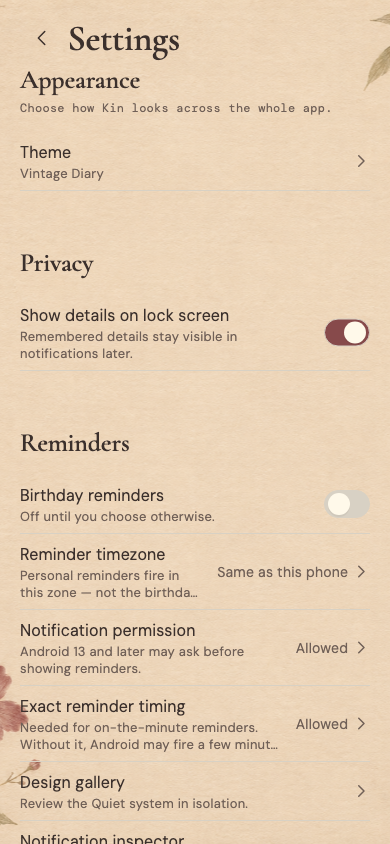 Settings
Appearance
Choose how Kin looks across the whole app.
Theme
Vintage Diary
Privacy
Show details on lock screen
Remembered details stay visible in
notifications later.
Reminders
Birthday reminders
Off until you choose otherwise.
Reminder timezone
Personal reminders fire in
this zone — not the birthda…
Same as this phone
Notification permission
Android 13 and later may ask before
showing reminders.
Allowed
Exact reminder timing
Needed for on-the-minute reminders.
Without it, Android may fire a few minut…
Allowed
Design gallery
Review the Quiet system in isolation.
Notification inspector